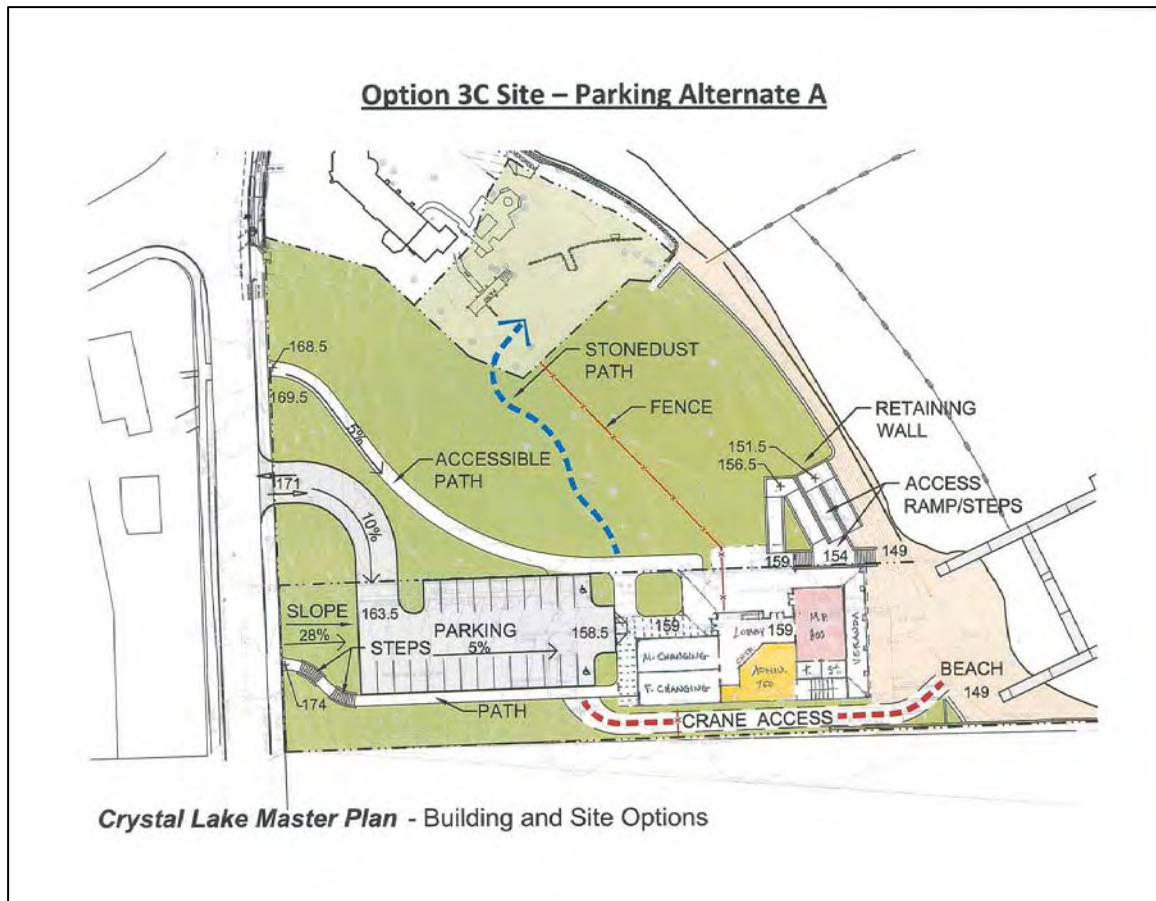 Option 3C Site – Parking Alternate A
168.5
169.5
5%
ACCESSIBLE
PATH
STONEDUST
PATH
FENCE
RETAINING
WALL
151.5
156.5
ACCESS
RAMP/STEPS
171
10%
159
154
149
SLOPE
28%
STEPS
163.5
PARKING
5%
158.5
159
LOBBY
159
M.P.
800
VERANDA
M. CHANGING
F. CHANGING
ADMIN.
750
BEACH
149
174
PATH
CRANE ACCESS
Crystal Lake Master Plan - Building and Site Options